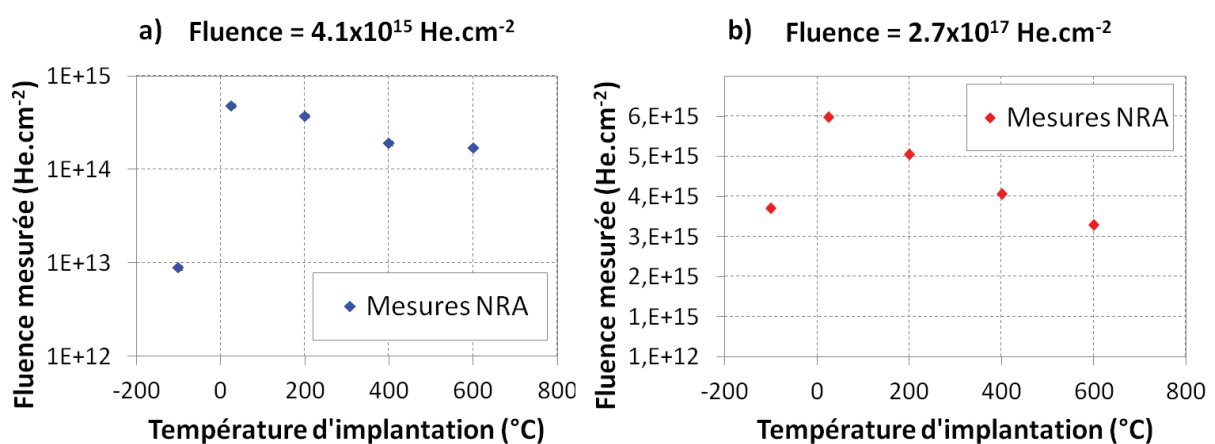 a) Fluence = 4.1x10¹⁵ He.cm⁻²
Fluence mesurée (He.cm⁻²)
1E+15
1E+14
1E+13
1E+12
Mesures NRA
-200 0 200 400 600 800
Température d'implantation (°C)
b) Fluence = 2.7x10¹⁷ He.cm⁻²
Fluence mesurée (He.cm⁻²)
6,E+15
5,E+15
4,E+15
3,E+15
2,E+15
1,E+15
1,E+12
Mesures NRA
-200 0 200 400 600 800
Température d'implantation (°C)